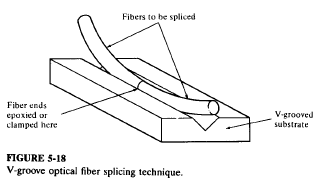 Fibers to be spliced
Fiber ends
epoxied or
clamped here
V-grooved
substrate
FIGURE 5-18
V-groove optical fiber splicing technique.